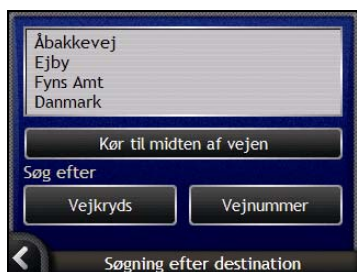 Åbakkevej
Ejby
Fyns Amt
Danmark
Kør til midten af vejen
Søg efter
Vejkryds Vejnummer
Søgning efter destination